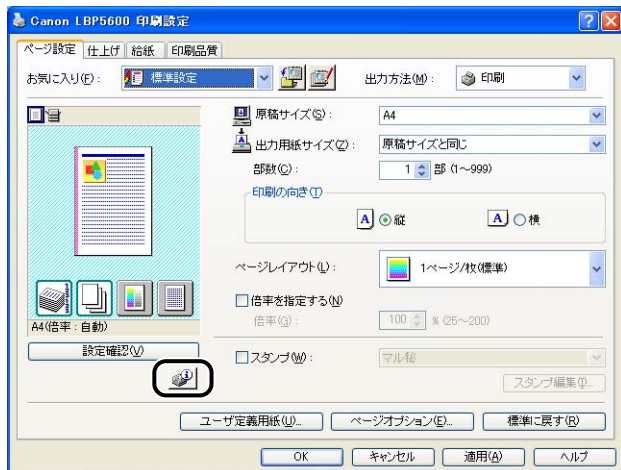 Canon LBP5600 印刷設定
ページ設定 仕上げ 給紙 印刷品質
お気に入り(F): 標準設定 出力方法(M): 印刷
原稿サイズ(S): A4
出力用紙サイズ(Z): 原稿サイズと同じ
部数(C): 1 部 (1~999)
印刷の向き(T)
A 縦 A 横
ページレイアウト(L): 1ページ/枚(標準)
倍率を指定する(N)
倍率(G): 100 % (25~200)
A4(倍率:自動)
設定確認(V)
スタンプ(W): マル秘
スタンプ編集(I)...
ユーザ定義用紙(U)... ページオプション(E)... 標準に戻す(R)
OK キャンセル 適用(A) ヘルプ